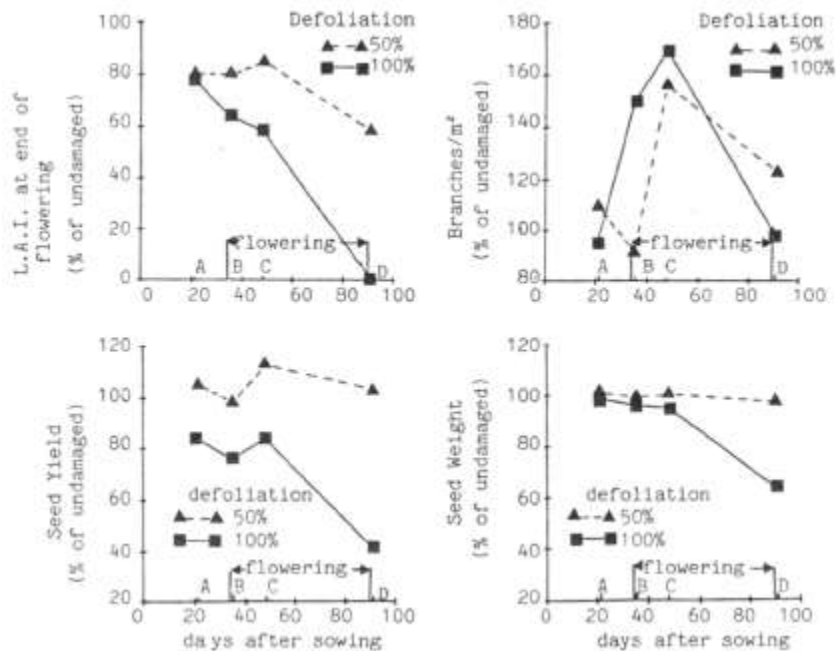 Defoliation
50%
100%
L.A.I. at end of
flowering
(% of undamaged)
100
80
60
40
20
0
flowering
A B C D
0 20 40 60 80 100
Defoliation
50%
100%
Branches/m²
(% of undamaged)
180
160
140
120
100
80
flowering
A B C D
0 20 40 60 80 100
Seed Yield
(% of undamaged)
120
100
80
60
40
20
defoliation
50%
100%
flowering
A B C D
0 20 40 60 80 100
days after sowing
Seed Weight
(% of undamaged)
120
100
80
60
40
20
defoliation
50%
100%
flowering
A B C D
0 20 40 60 80 100
days after sowing